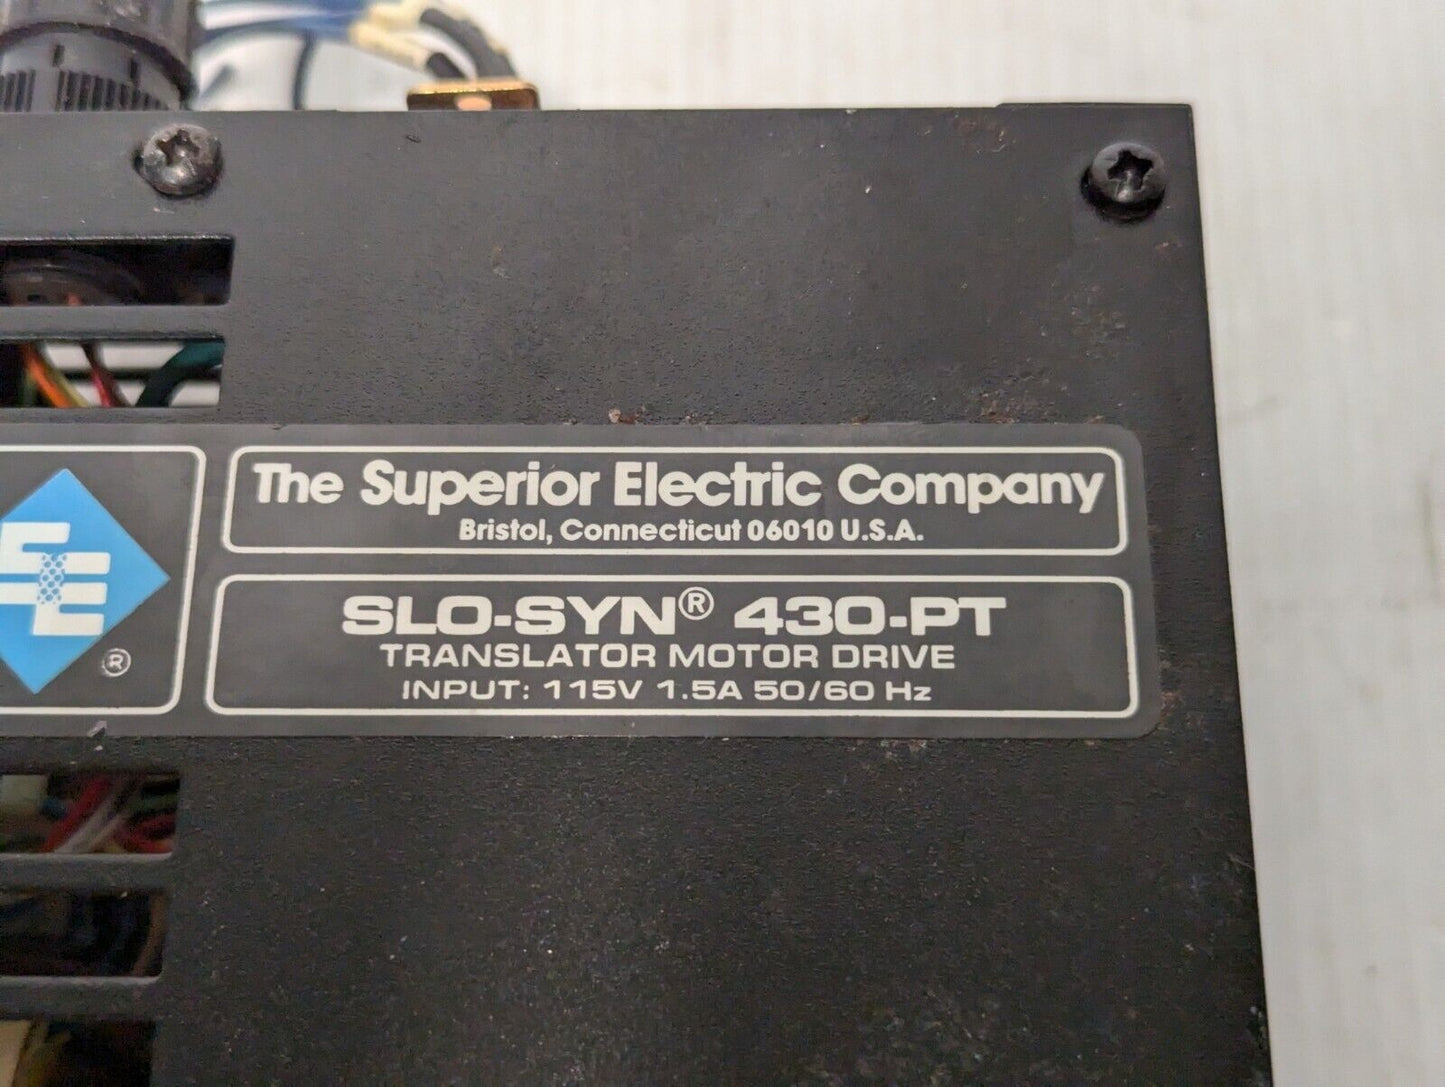 The Superior Electric Company
Bristol, Connecticut 06010 U.S.A.
SE
®
SLO-SYN® 430-PT
TRANSLATOR MOTOR DRIVE
INPUT: 115V 1.5A 50/60 Hz